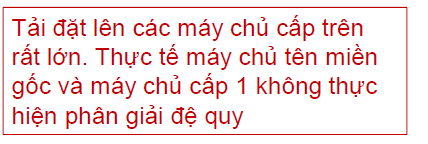 Tải đặt lên các máy chủ cấp trên
rất lớn. Thực tế máy chủ tên miền
gốc và máy chủ cấp 1 không thực
hiện phân giải đệ quy